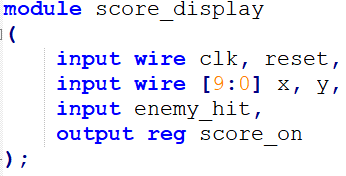 module score_display
(
input wire clk, reset,
input wire [9:0] x, y,
input enemy_hit,
output reg score_on
);